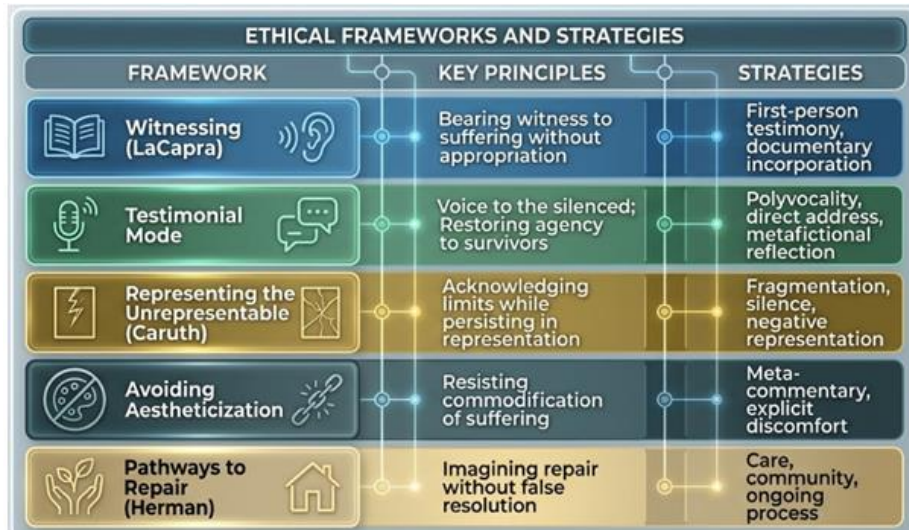 ETHICAL FRAMEWORKS AND STRATEGIES
FRAMEWORK
KEY PRINCIPLES
STRATEGIES
Witnessing
(LaCapra)
Bearing witness to
suffering without
appropriation
First-person
testimony,
documentary
incorporation
Testimonial
Mode
Voice to the silenced;
Restoring agency
to survivors
Polyvocality,
direct address,
metafictional
reflection
Representing the
Unrepresentable
(Caruth)
Acknowledging
limits while
persisting in
representation
Fragmentation,
silence,
negative
representation
Avoiding
Aestheticization
Resisting
commodification
of suffering
Meta-
commentary,
explicit
discomfort
Pathways to
Repair
(Herman)
Imagining repair
without false
resolution
Care,
community,
ongoing
process